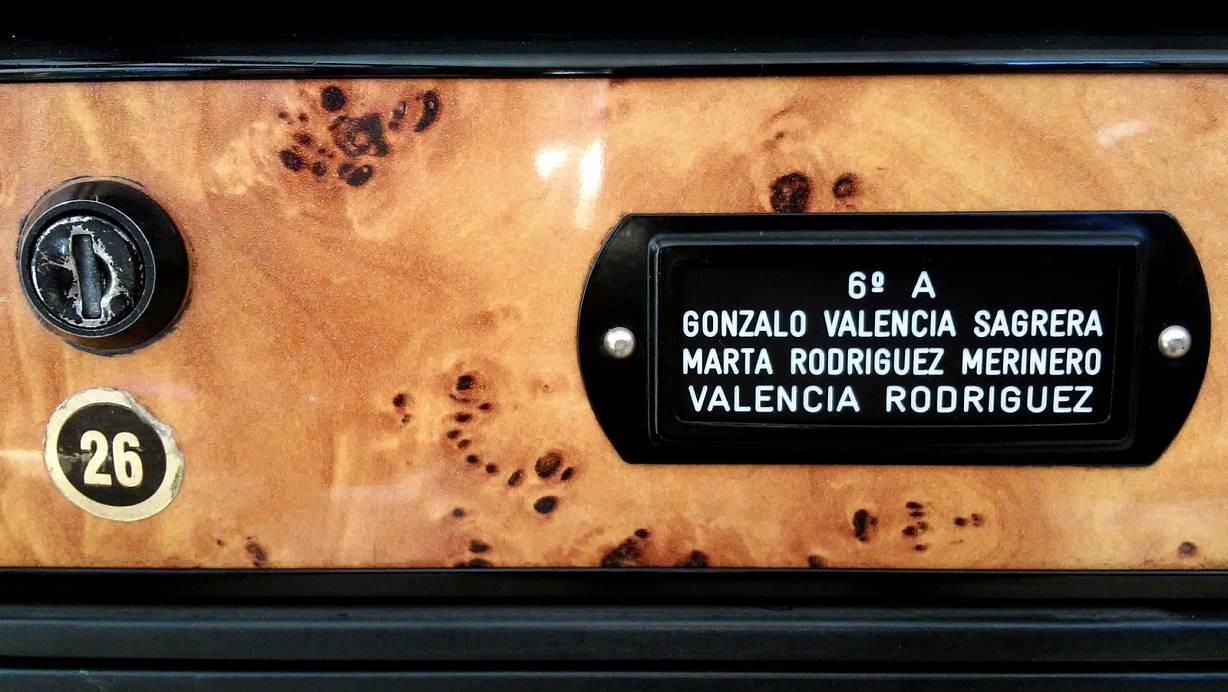 6º A
GONZALO VALENCIA SAGRERA
MARTA RODRIGUEZ MERINERO
VALENCIA RODRIGUEZ
26